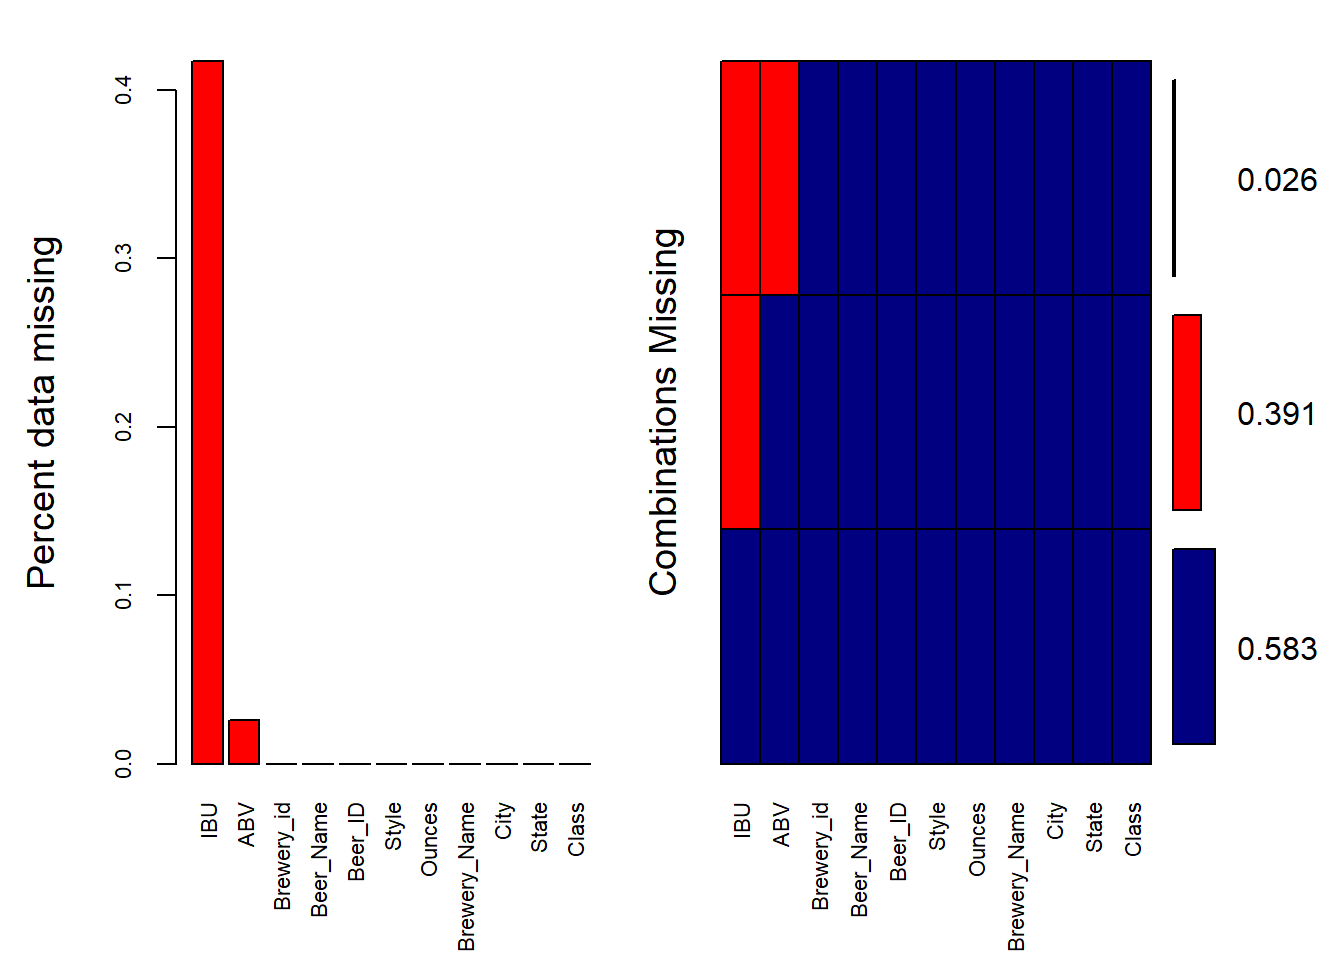 Percent data missing
0.4
0.3
0.2
0.1
0.0
IBU
ABV
Brewery_id
Beer_Name
Beer_ID
Style
Ounces
Brewery_Name
City
State
Class
Combinations Missing
IBU
ABV
Brewery_id
Beer_Name
Beer_ID
Style
Ounces
Brewery_Name
City
State
Class
0.026
0.391
0.583